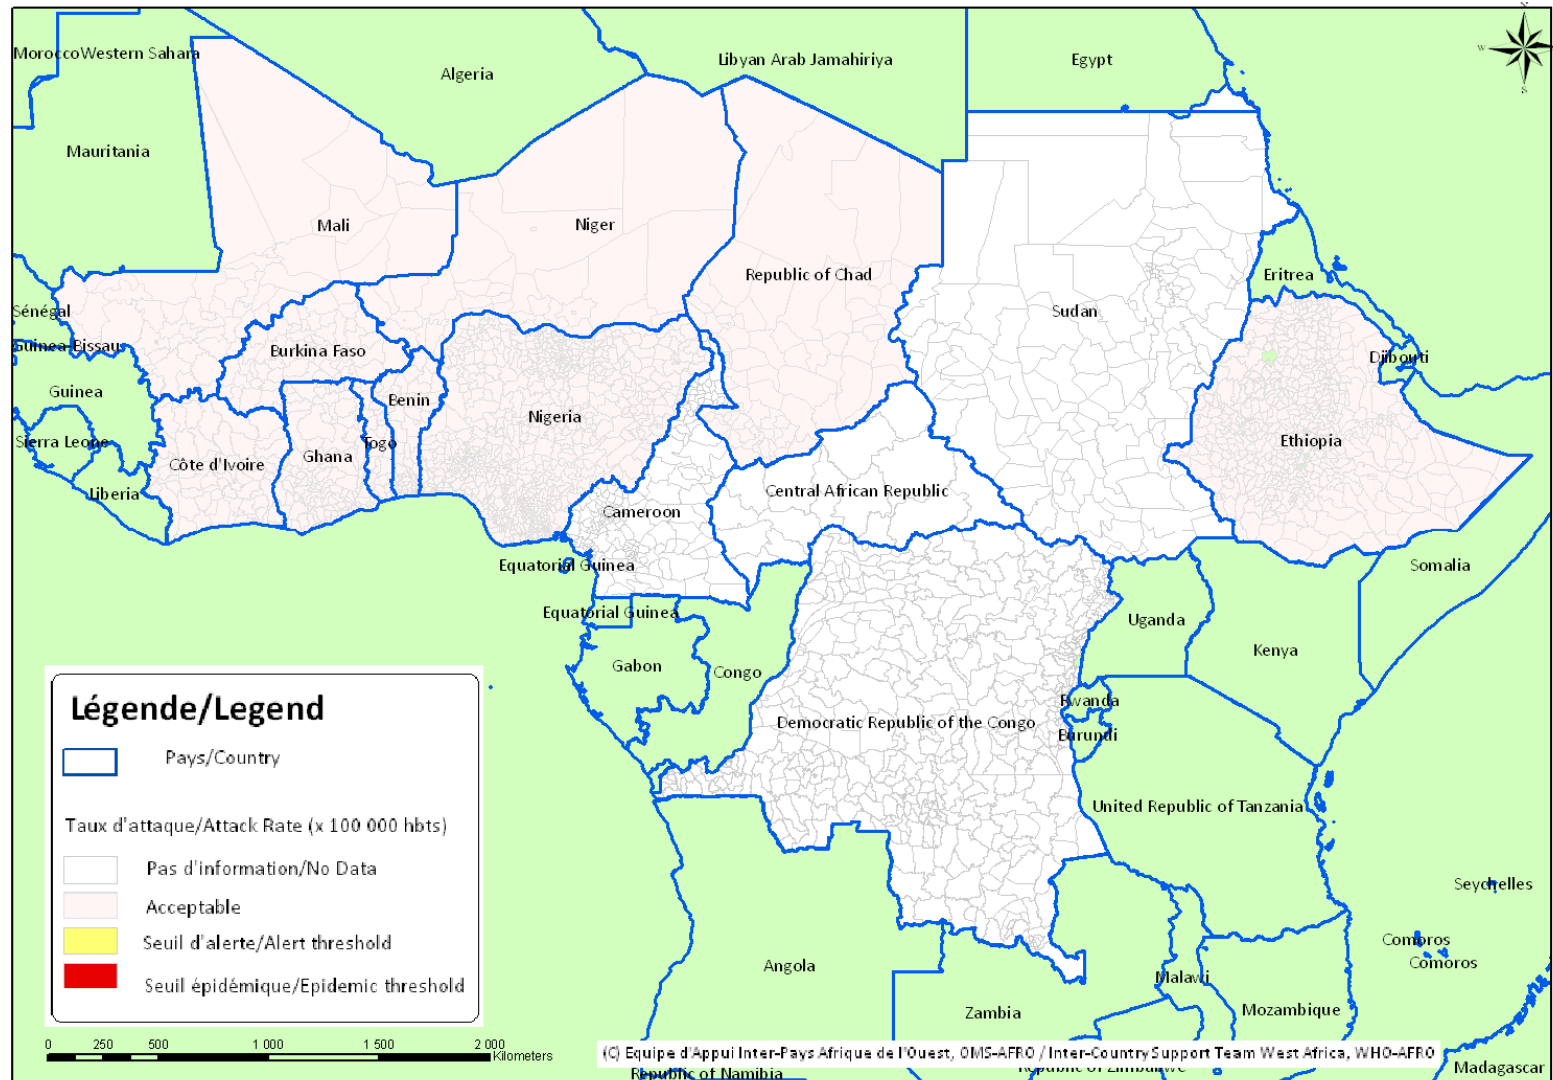 N
W
S
Morocco
Western Sahara
Algeria
Libyan Arab Jamahiriya
Egypt
Mauritania
Mali
Niger
Republic of Chad
Sudan
Eritrea
Sénégal
Guinea-Bissau
Burkina Faso
Djibouti
Guinea
Benin
Nigeria
Sierra Leone
Togo
Ghana
Côte d'Ivoire
Ethiopia
Liberia
Central African Republic
Cameroon
Equatorial Guinea
Somalia
Equatorial Guinea
Uganda
Kenya
Gabon
Congo
Rwanda
Democratic Republic of the Congo
Burundi
United Republic of Tanzania
Seychelles
Comoros
Comoros
Angola
Malawi
Zambia
Mozambique
Madagascar
Republic of Namibia
Republic of Zimbabwe
Légende/Legend
Pays/Country
Taux d'attaque/Attack Rate (x 100 000 hbts)
Pas d'information/No Data
Acceptable
Seuil d'alerte/Alert threshold
Seuil épidémique/Epidemic threshold
0 250 500 1 000 1 500 2 000
Kilometers
(C) Equipe d'Appui Inter-Pays Afrique de l'Ouest, OMS-AFRO / Inter-Country Support Team West Africa, WHO-AFRO